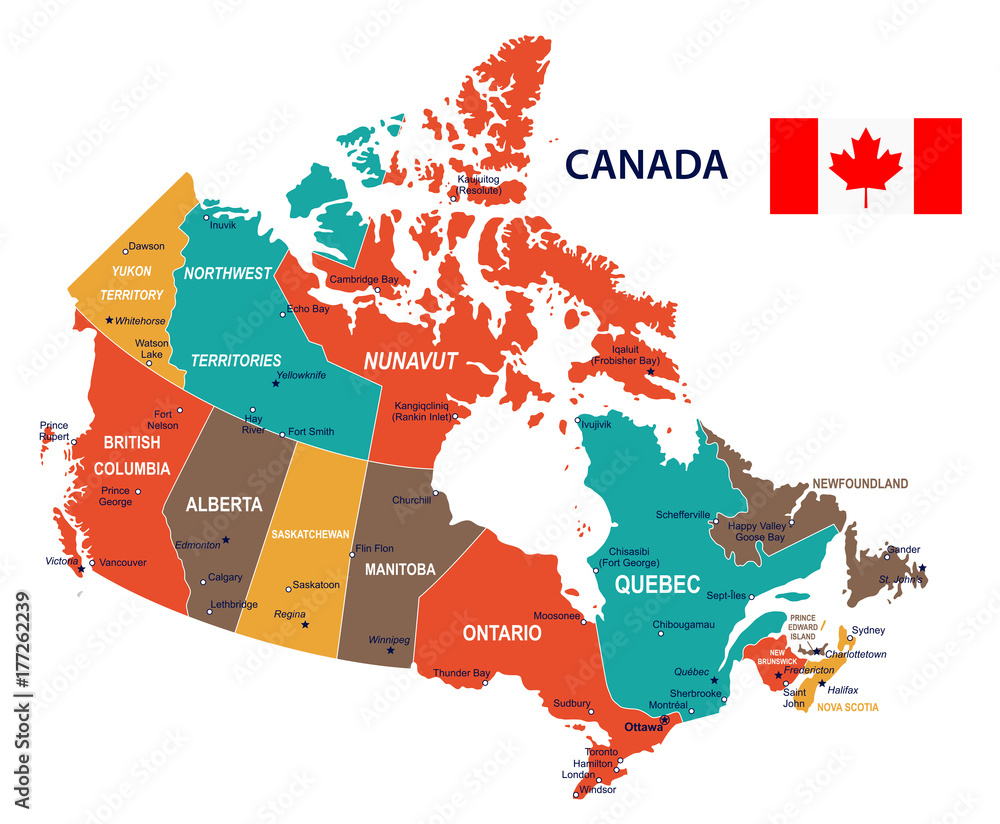 CANADA
Kaujuitog
(Resolute)
Inuvik
Dawson
YUKON
TERRITORY
NORTHWEST
Cambridge Bay
Echo Bay
Whitehorse
Watson
Lake
TERRITORIES
NUNAVUT
Iqaluit
(Frobisher Bay)
Yellowknife
Fort
Nelson
Hay
River
Fort Smith
Kangiqcliniq
(Rankin Inlet)
Ivujivik
Prince
Rupert
BRITISH
COLUMBIA
Prince
George
ALBERTA
Churchill
NEWFOUNDLAND
Schefferville
Happy Valley
Goose Bay
SASKATCHEWAN
Edmonton
Flin Flon
MANITOBA
Chisasibi
(Fort George)
QUEBEC
Gander
St. John's
Victoria
Vancouver
Calgary
Saskatoon
Lethbridge
Regina
Winnipeg
ONTARIO
Moosonee
Sept-Îles
Chibougamau
PRINCE
EDWARD /
ISLAND
Sydney
Charlottetown
NEW
BRUNSWICK
Fredericton
Québec
Thunder Bay
Sherbrooke
Montréal
Saint
John
Halifax
NOVA SCOTIA
Sudbury
Ottawa
Toronto
Hamilton
London
Windsor
Adobe Stock | #177262239
Adobe Stock